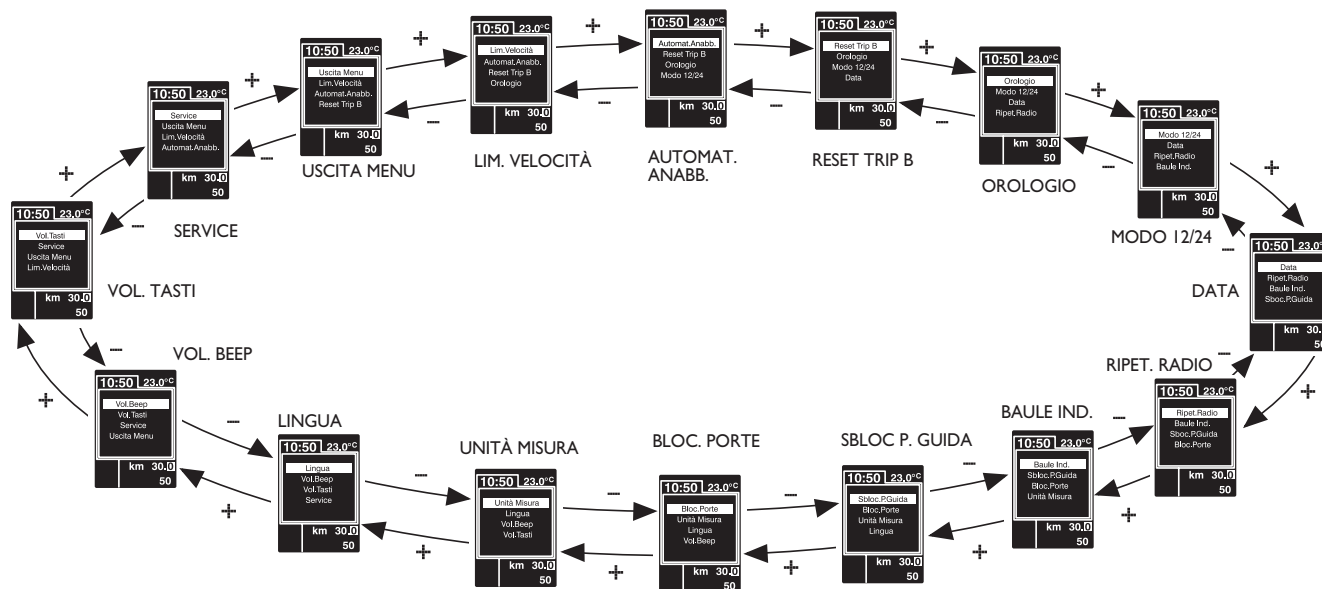 10:50 23.0°C
Service
Uscita Menu
Lim.Velocità
Automat.Anabb.
km 30.0
50
SERVICE
10:50 23.0°C
Uscita Menu
Lim.Velocità
Automat.Anabb.
Reset Trip B
km 30.0
50
USCITA MENU
10:50 23.0°C
Lim.Velocità
Automat.Anabb.
Reset Trip B
Orologio
km 30.0
50
LIM. VELOCITÀ
10:50 23.0°C
Automat.Anabb.
Reset Trip B
Orologio
Modo 12/24
km 30.0
50
AUTOMAT.
ANABB.
10:50 23.0°C
Reset Trip B
Orologio
Modo 12/24
Data
km 30.0
50
RESET TRIP B
10:50 23.0°C
Orologio
Modo 12/24
Data
Ripet.Radio
km 30.0
50
OROLOGIO
10:50 23.0°C
Modo 12/24
Data
Ripet.Radio
Baule Ind.
km 30.0
50
MODO 12/24
10:50 23.0°
Data
Ripet.Radio
Baule Ind.
Sboc.P.Guida
km 30.0
50
DATA
10:50 23.0°C
Ripet.Radio
Baule Ind.
Sboc.P.Guida
Bloc.Porte
km 30.0
50
RIPET. RADIO
10:50 23.0°C
Baule Ind.
Sbloc.P.Guida
Bloc.Porte
Unità Misura
km 30.0
50
BAULE IND.
10:50 23.0°C
Sbloc.P.Guida
Bloc.Porte
Unità Misura
Lingua
km 30.0
50
SBLOC P. GUIDA
10:50 23.0°C
Bloc.Porte
Unità Misura
Lingua
Vol.Beep
km 30.0
50
BLOC. PORTE
10:50 23.0°C
Unità Misura
Lingua
Vol.Beep
Vol.Tasti
km 30.0
50
UNITÀ MISURA
10:50 23.0°C
Lingua
Vol.Beep
Vol.Tasti
Service
km 30.0
50
LINGUA
10:50 23.0°C
Vol.Beep
Vol.Tasti
Service
Uscita Menu
km 30.0
50
VOL. BEEP
10:50 23.0°C
Vol.Tasti
Service
Uscita Menu
Lim.Velocità
km 30.0
50
VOL. TASTI